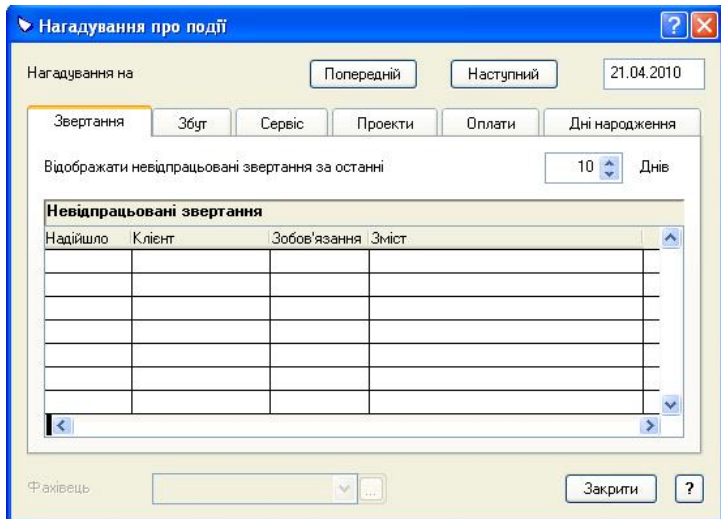 Нагадування про події
Нагадування на Попередній Наступний 21.04.2010
Звертання Збут Сервіс Проекти Оплати Дні народження
Відображати невідпрацьовані звертання за останні 10 Днів
Невідпрацьовані звертання
Надійшло Клієнт Зобов'язання Зміст
Фахівець ... Закрити ?